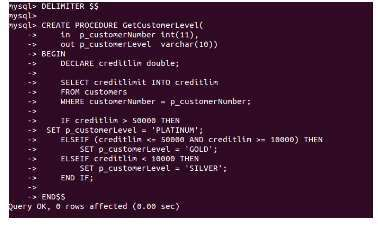 mysql> DELIMITER $$
mysql>
mysql> CREATE PROCEDURE GetCustomerLevel(
    ->     in  p_customerNumber int(11),
    ->     out p_customerLevel  varchar(10))
    -> BEGIN
    ->     DECLARE creditlim double;
    ->
    ->     SELECT creditlimit INTO creditlim
    ->     FROM customers
    ->     WHERE customerNumber = p_customerNumber;
    ->
    ->     IF creditlim > 50000 THEN
    ->  SET p_customerLevel = 'PLATINUM';
    ->     ELSEIF (creditlim <= 50000 AND creditlim >= 10000) THEN
    ->         SET p_customerLevel = 'GOLD';
    ->     ELSEIF creditlim < 10000 THEN
    ->         SET p_customerLevel = 'SILVER';
    ->     END IF;
    ->
    -> END$$
Query OK, 0 rows affected (0.00 sec)